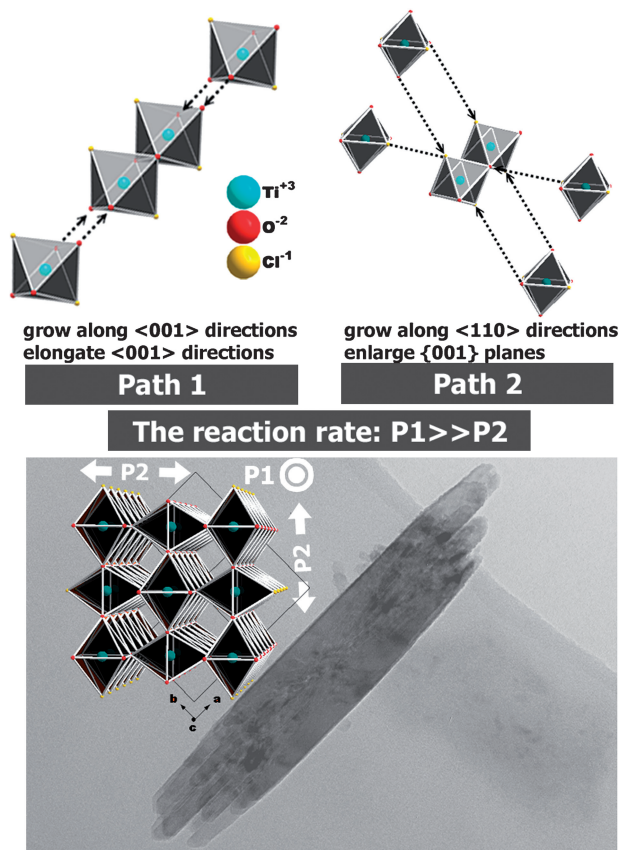 Ti+3
O-2
Cl-1
grow along <001> directions
elongate <001> directions
Path 1
grow along <110> directions
enlarge {001} planes
Path 2
The reaction rate: P1>>P2
P2
P1
P2
b
a
c